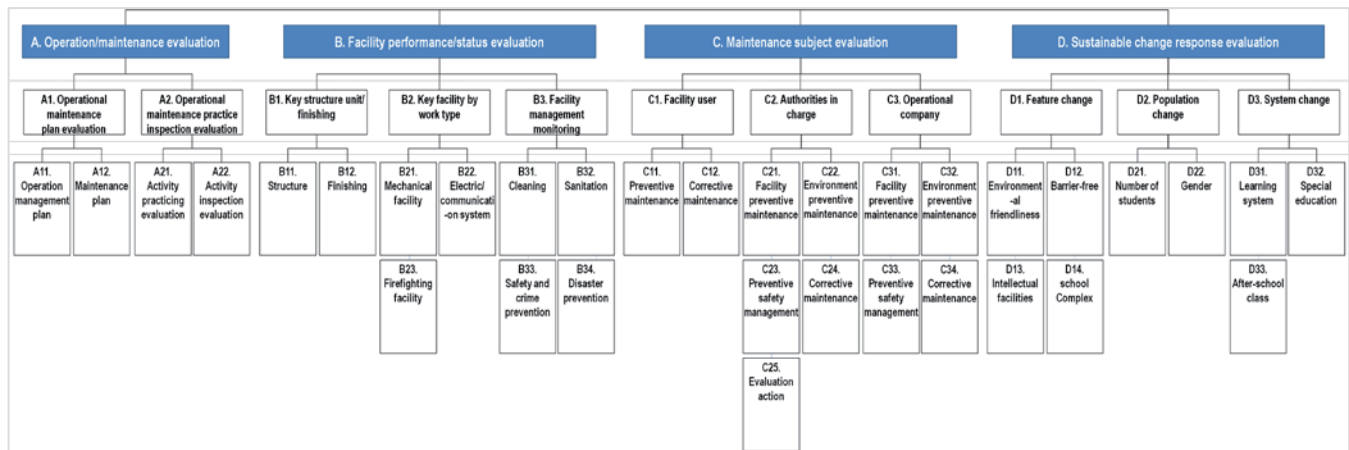 A. Operation/maintenance evaluation
B. Facility performance/status evaluation
C. Maintenance subject evaluation
D. Sustainable change response evaluation
A1. Operational
maintenance
plan evaluation
A2. Operational
maintenance practice
inspection evaluation
B1. Key structure unit/
finishing
B2. Key facility by
work type
B3. Facility
management
monitoring
C1. Facility user
C2. Authorities in
charge
C3. Operational
company
D1. Feature change
D2. Population
change
D3. System change
A11.
Operation
management
plan
A12.
Maintenance
plan
A21.
Activity
practicing
evaluation
A22.
Activity
inspection
evaluation
B11.
Structure
B12.
Finishing
B21.
Mechanical
facility
B22.
Electric/
communicati
-on system
B31.
Cleaning
B32.
Sanitation
C11.
Preventive
maintenance
C12.
Corrective
maintenance
C21.
Facility
preventive
maintenance
C22.
Environment
preventive
maintenance
C31.
Facility
preventive
maintenance
C32.
Environment
preventive
maintenance
D11.
Environment
-al
friendliness
D12.
Barrier-free
D21.
Number of
students
D22.
Gender
D31.
Learning
system
D32.
Special
education
B23.
Firefighting
facility
B33.
Safety and
crime
prevention
B34.
Disaster
prevention
C23.
Preventive
safety
management
C24.
Corrective
maintenance
C33.
Preventive
safety
management
C34.
Corrective
maintenance
D13.
Intellectual
facilities
D14.
school
Complex
D33.
After-school
class
C25.
Evaluation
action